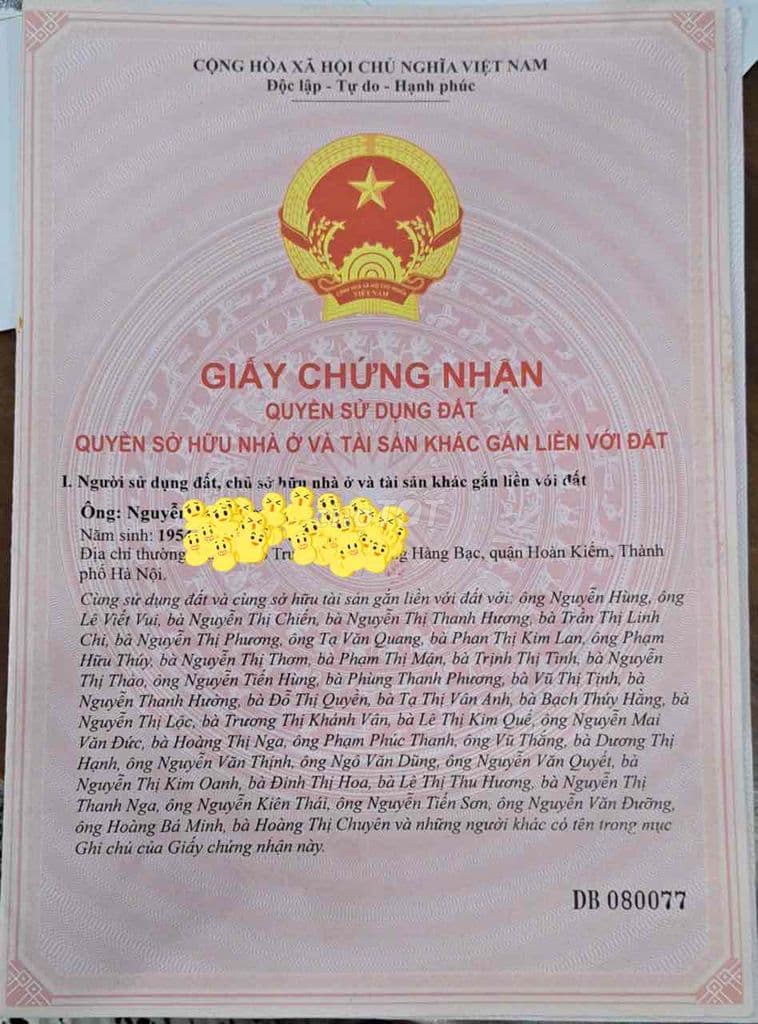 CỘNG HÒA XÃ HỘI CHỦ NGHĨA VIỆT NAM
Độc lập - Tự do - Hạnh phúc
CỘNG HÒA XÃ HỘI CHỦ NGHĨA
VIỆT NAM
GIẤY CHỨNG NHẬN
QUYỀN SỬ DỤNG ĐẤT
QUYỀN SỞ HỮU NHÀ Ở VÀ TÀI SẢN KHÁC GẮN LIỀN VỚI ĐẤT
I. Người sử dụng đất, chủ sở hữu nhà ở và tài sản khác gắn liền với đất
Ông: Nguyễn
Năm sinh: 195
Địa chỉ thường Hàng Bạc, quận Hoàn Kiếm, Thành
phố Hà Nội.
Cùng sử dụng đất và cùng sở hữu tài sản gắn liền với đất với: ông Nguyễn Hùng, ông
Lê Viết Vui, bà Nguyễn Thị Chiến, bà Nguyễn Thị Thanh Hương, bà Trần Thị Linh
Chi, bà Nguyễn Thị Phương, ông Tạ Văn Quang, bà Phan Thị Kim Lan, ông Phạm
Hữu Thúy, bà Nguyễn Thị Thơm, bà Phạm Thị Mận, bà Trịnh Thị Tình, bà Nguyễn
Thị Thảo, ông Nguyễn Tiến Hùng, bà Phùng Thanh Phương, bà Vũ Thị Tịnh, bà
Nguyễn Thanh Hường, bà Đỗ Thị Quyên, bà Tạ Thị Vân Anh, bà Bạch Thúy Hằng, bà
Nguyễn Thị Lộc, bà Trương Thị Khánh Vân, bà Lê Thị Kim Quế, ông Nguyễn Mai
Văn Đức, bà Hoàng Thị Nga, ông Phạm Phúc Thanh, ông Vũ Thăng, bà Dương Thị
Hạnh, ông Nguyễn Văn Thịnh, ông Ngô Văn Dũng, ông Nguyễn Văn Quyết, bà
Nguyễn Thị Kim Oanh, bà Đinh Thị Hoa, bà Lê Thị Thu Hương, bà Nguyễn Thị
Thanh Nga, ông Nguyễn Kiên Thái, ông Nguyễn Tiến Sơn, ông Nguyễn Văn Đưỡng,
ông Hoàng Bá Minh, bà Hoàng Thị Chuyên và những người khác có tên trong mục
Ghi chú của Giấy chứng nhận này.
DB 080077